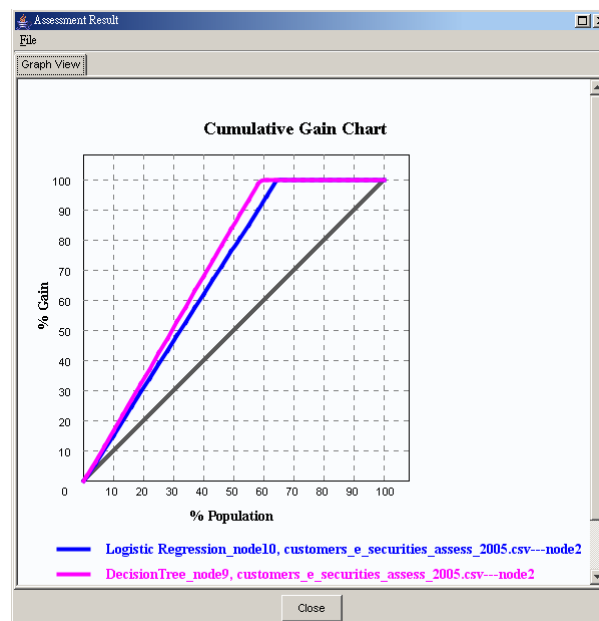 Assessment Result
File
Graph View
Cumulative Gain Chart
100
90
80
70
60
50
40
30
20
10
0
% Gain
10 20 30 40 50 60 70 80 90 100
% Population
Logistic Regression_node10, customers_e_securities_assess_2005.csv---node2
DecisionTree_node9, customers_e_securities_assess_2005.csv---node2
Close